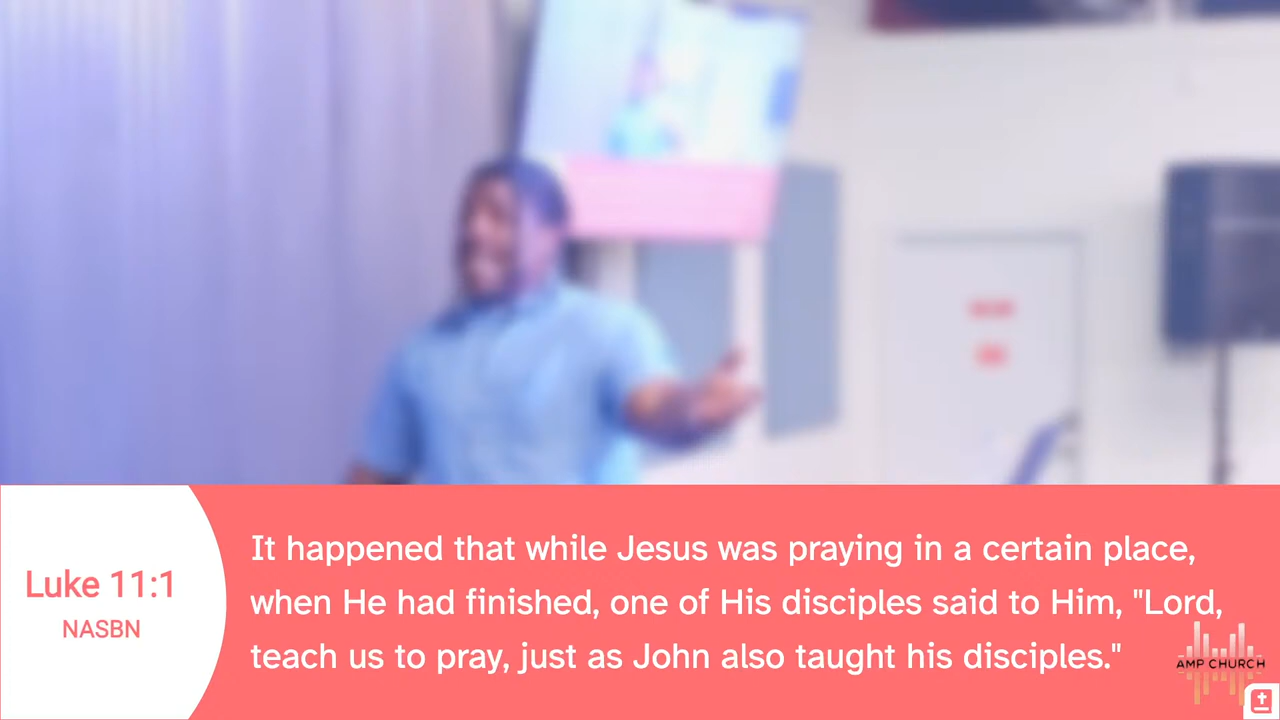 Luke 11:1
NASBN
It happened that while Jesus was praying in a certain place,
when He had finished, one of His disciples said to Him, "Lord,
teach us to pray, just as John also taught his disciples."
AMP CHURCH